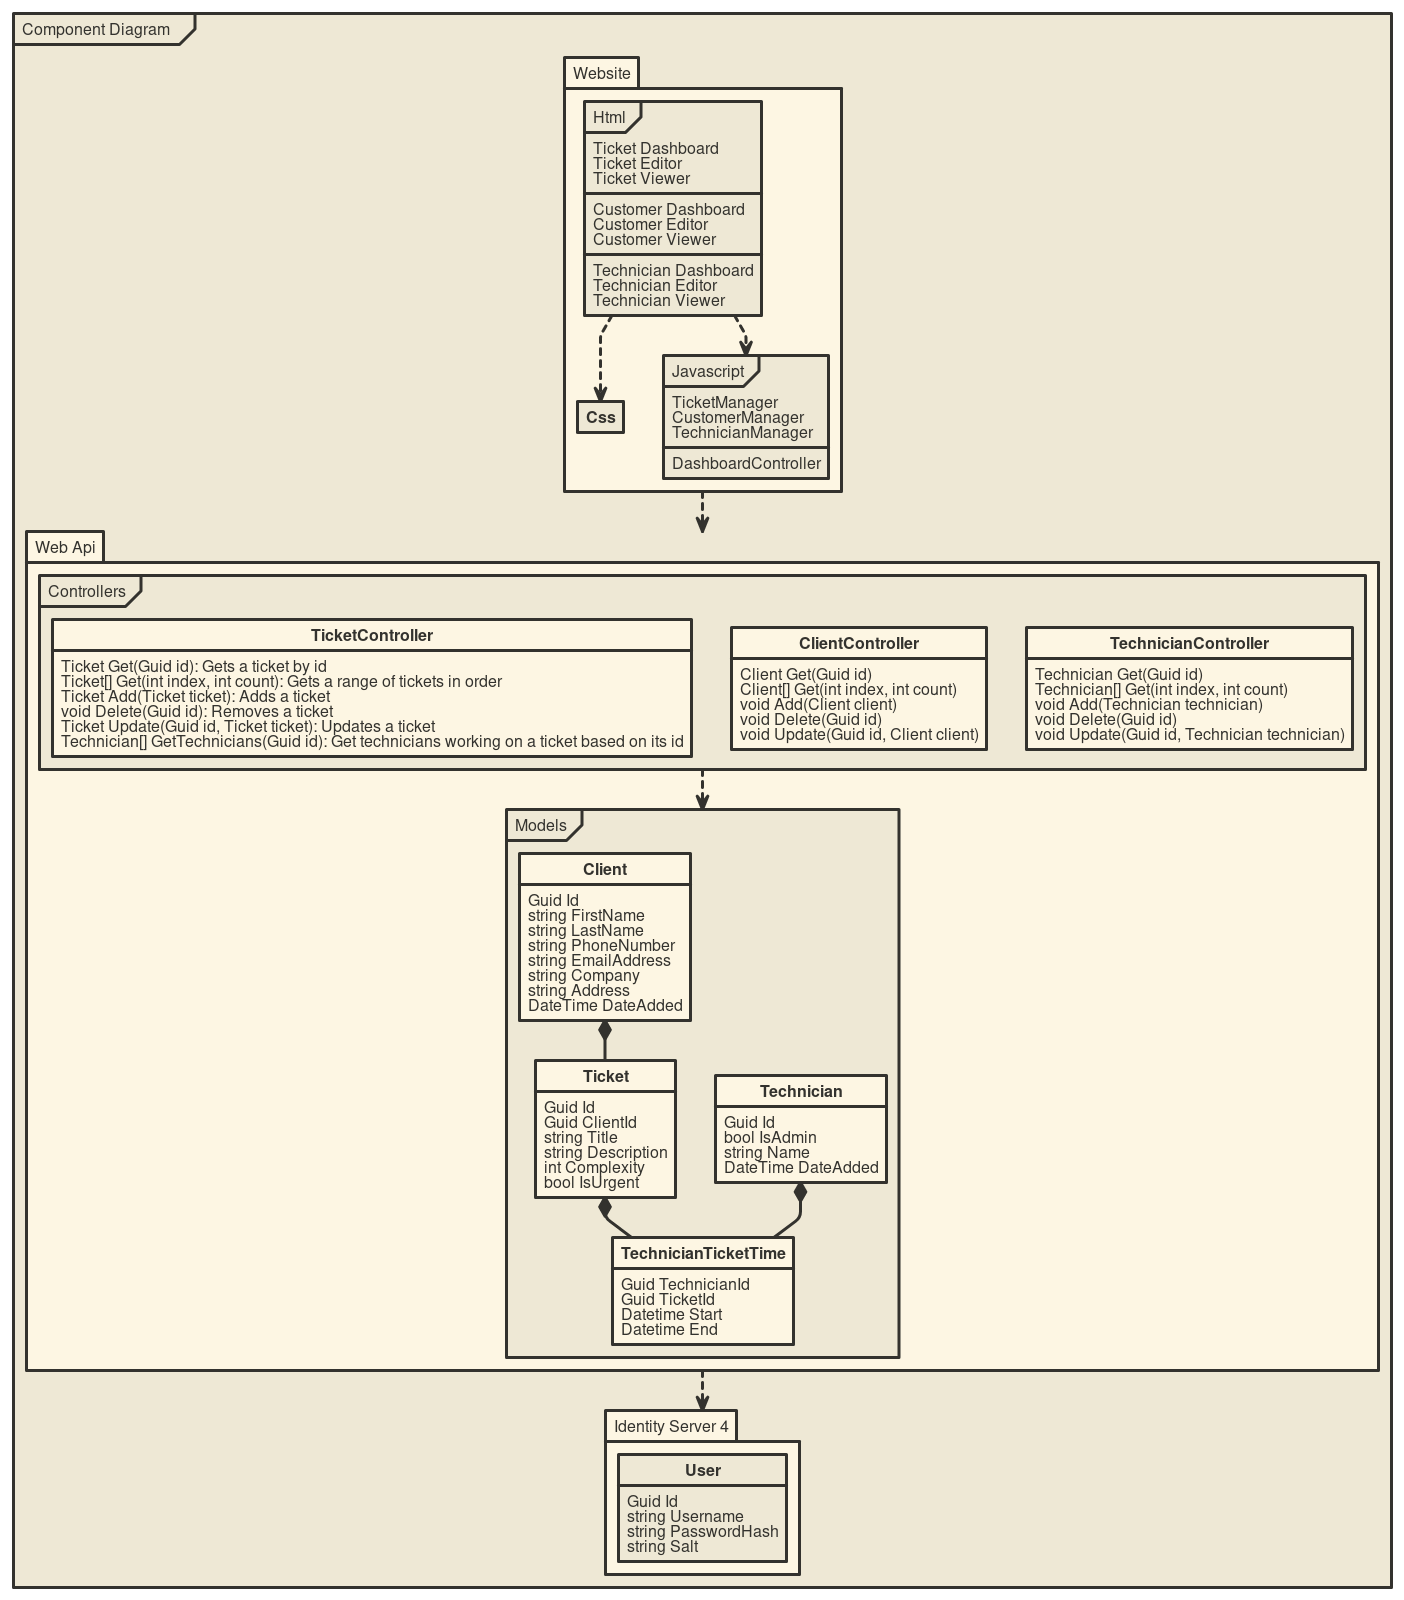 Component Diagram
Website
Html
Ticket Dashboard
Ticket Editor
Ticket Viewer
Customer Dashboard
Customer Editor
Customer Viewer
Technician Dashboard
Technician Editor
Technician Viewer
Css
Javascript
TicketManager
CustomerManager
TechnicianManager
DashboardController
Web Api
Controllers
TicketController
Ticket Get(Guid id): Gets a ticket by id
Ticket[] Get(int index, int count): Gets a range of tickets in order
Ticket Add(Ticket ticket): Adds a ticket
void Delete(Guid id): Removes a ticket
Ticket Update(Guid id, Ticket ticket): Updates a ticket
Technician[] GetTechnicians(Guid id): Get technicians working on a ticket based on its id
ClientController
Client Get(Guid id)
Client[] Get(int index, int count)
void Add(Client client)
void Delete(Guid id)
void Update(Guid id, Client client)
TechnicianController
Technician Get(Guid id)
Technician[] Get(int index, int count)
void Add(Technician technician)
void Delete(Guid id)
void Update(Guid id, Technician technician)
Models
Client
Guid Id
string FirstName
string LastName
string PhoneNumber
string EmailAddress
string Company
string Address
DateTime DateAdded
Ticket
Guid Id
Guid ClientId
string Title
string Description
int Complexity
bool IsUrgent
Technician
Guid Id
bool IsAdmin
string Name
DateTime DateAdded
TechnicianTicketTime
Guid TechnicianId
Guid TicketId
Datetime Start
Datetime End
Identity Server 4
User
Guid Id
string Username
string PasswordHash
string Salt